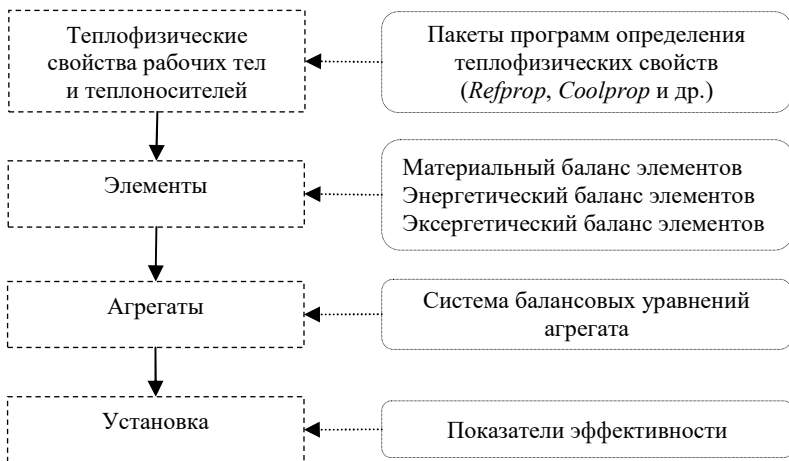 Теплофизические
свойства рабочих тел
и теплоносителей
Пакеты программ определения
теплофизических свойств
(Refprop, Coolprop и др.)
Элементы
Материальный баланс элементов
Энергетический баланс элементов
Эксергетический баланс элементов
Агрегаты
Система балансовых уравнений
агрегата
Установка
Показатели эффективности